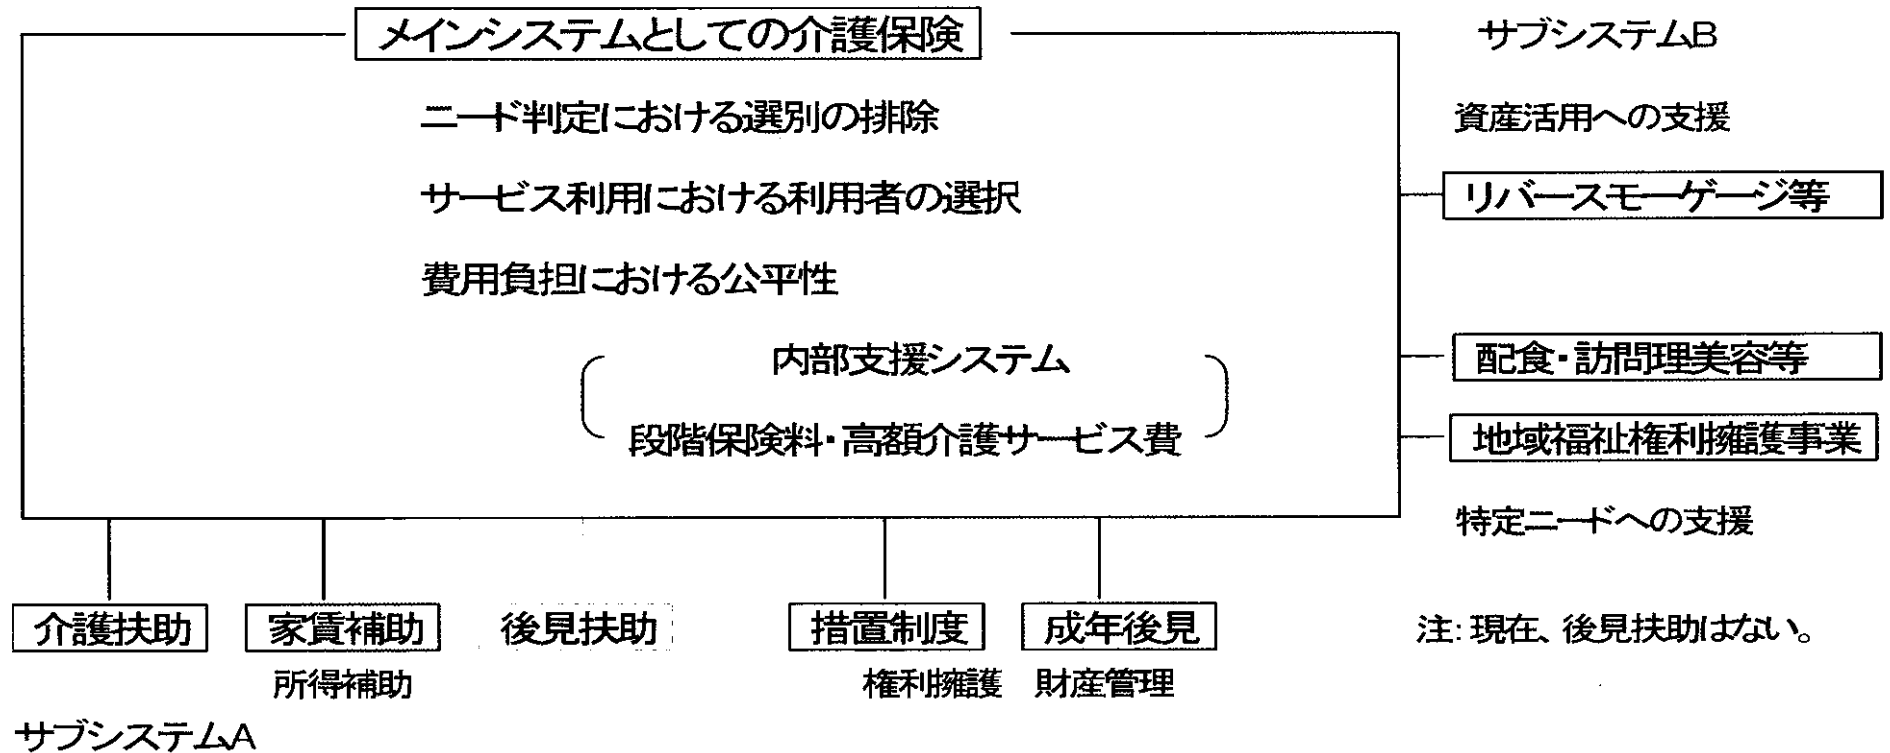 メインシステムとしての介護保険
サブシステムB
ニード判定における選別の排除
資産活用への支援
サービス利用における利用者の選択
リバースモーゲージ等
費用負担における公平性
内部支援システム
配食・訪問理美容等
段階保険料・高額介護サービス費
地域福祉権利擁護事業
特定ニードへの支援
介護扶助
家賃補助
後見扶助
措置制度
成年後見
注: 現在、後見扶助はない。
所得補助
権利擁護
財産管理
サブシステムA